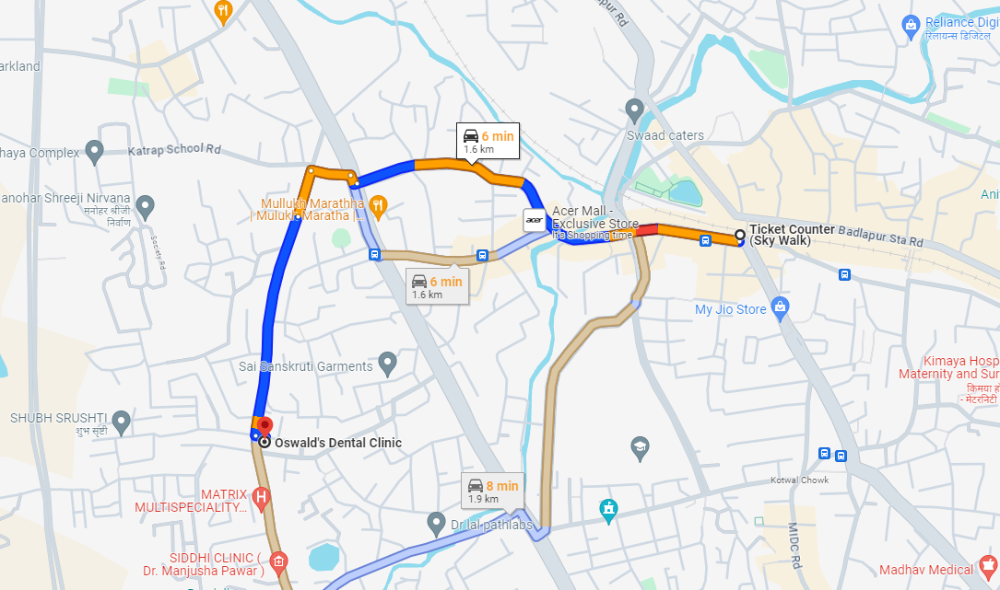 pur Rd
Reliance Digi
रिलायन्स डिजिटल
arkland
Swaad caters
6 min
1.6 km
haya Complex
Katrap School Rd
anohar Shreeji Nirvana
मनोहर श्रीजी
निर्वाण
Society Rd
Mullukh Marathha
| Mulukh Maratha |...
acer
Acer Mall -
Exclusive Store
It's Shopping time
Ani
Ticket Counter
(Sky Walk)
Badlapur Sta Rd
6 min
1.6 km
My Jio Store
Sai Sanskruti Garments
Kimaya Hosp
Maternity and Sur
किमया हॉ
- मेटरनिटी
SHUBH SRUSHTI
शुभ सृष्टी
Oswald's Dental Clinic
8 min
1.9 km
Kotwal Chowk
MATRIX
MULTISPECIALITY...
H
Dr lal pathlabs
MIDC Rd
SIDDHI CLINIC (
Dr. Manjusha Pawar )
Madhav Medical